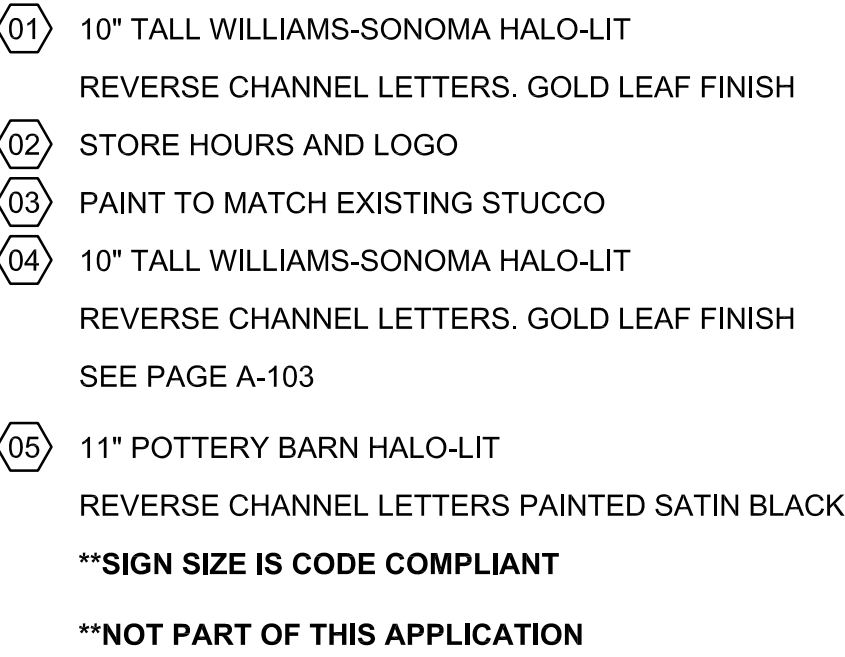 01 10" TALL WILLIAMS-SONOMA HALO-LIT
REVERSE CHANNEL LETTERS. GOLD LEAF FINISH
02 STORE HOURS AND LOGO
03 PAINT TO MATCH EXISTING STUCCO
04 10" TALL WILLIAMS-SONOMA HALO-LIT
REVERSE CHANNEL LETTERS. GOLD LEAF FINISH
SEE PAGE A-103
05 11" POTTERY BARN HALO-LIT
REVERSE CHANNEL LETTERS PAINTED SATIN BLACK
**SIGN SIZE IS CODE COMPLIANT
**NOT PART OF THIS APPLICATION